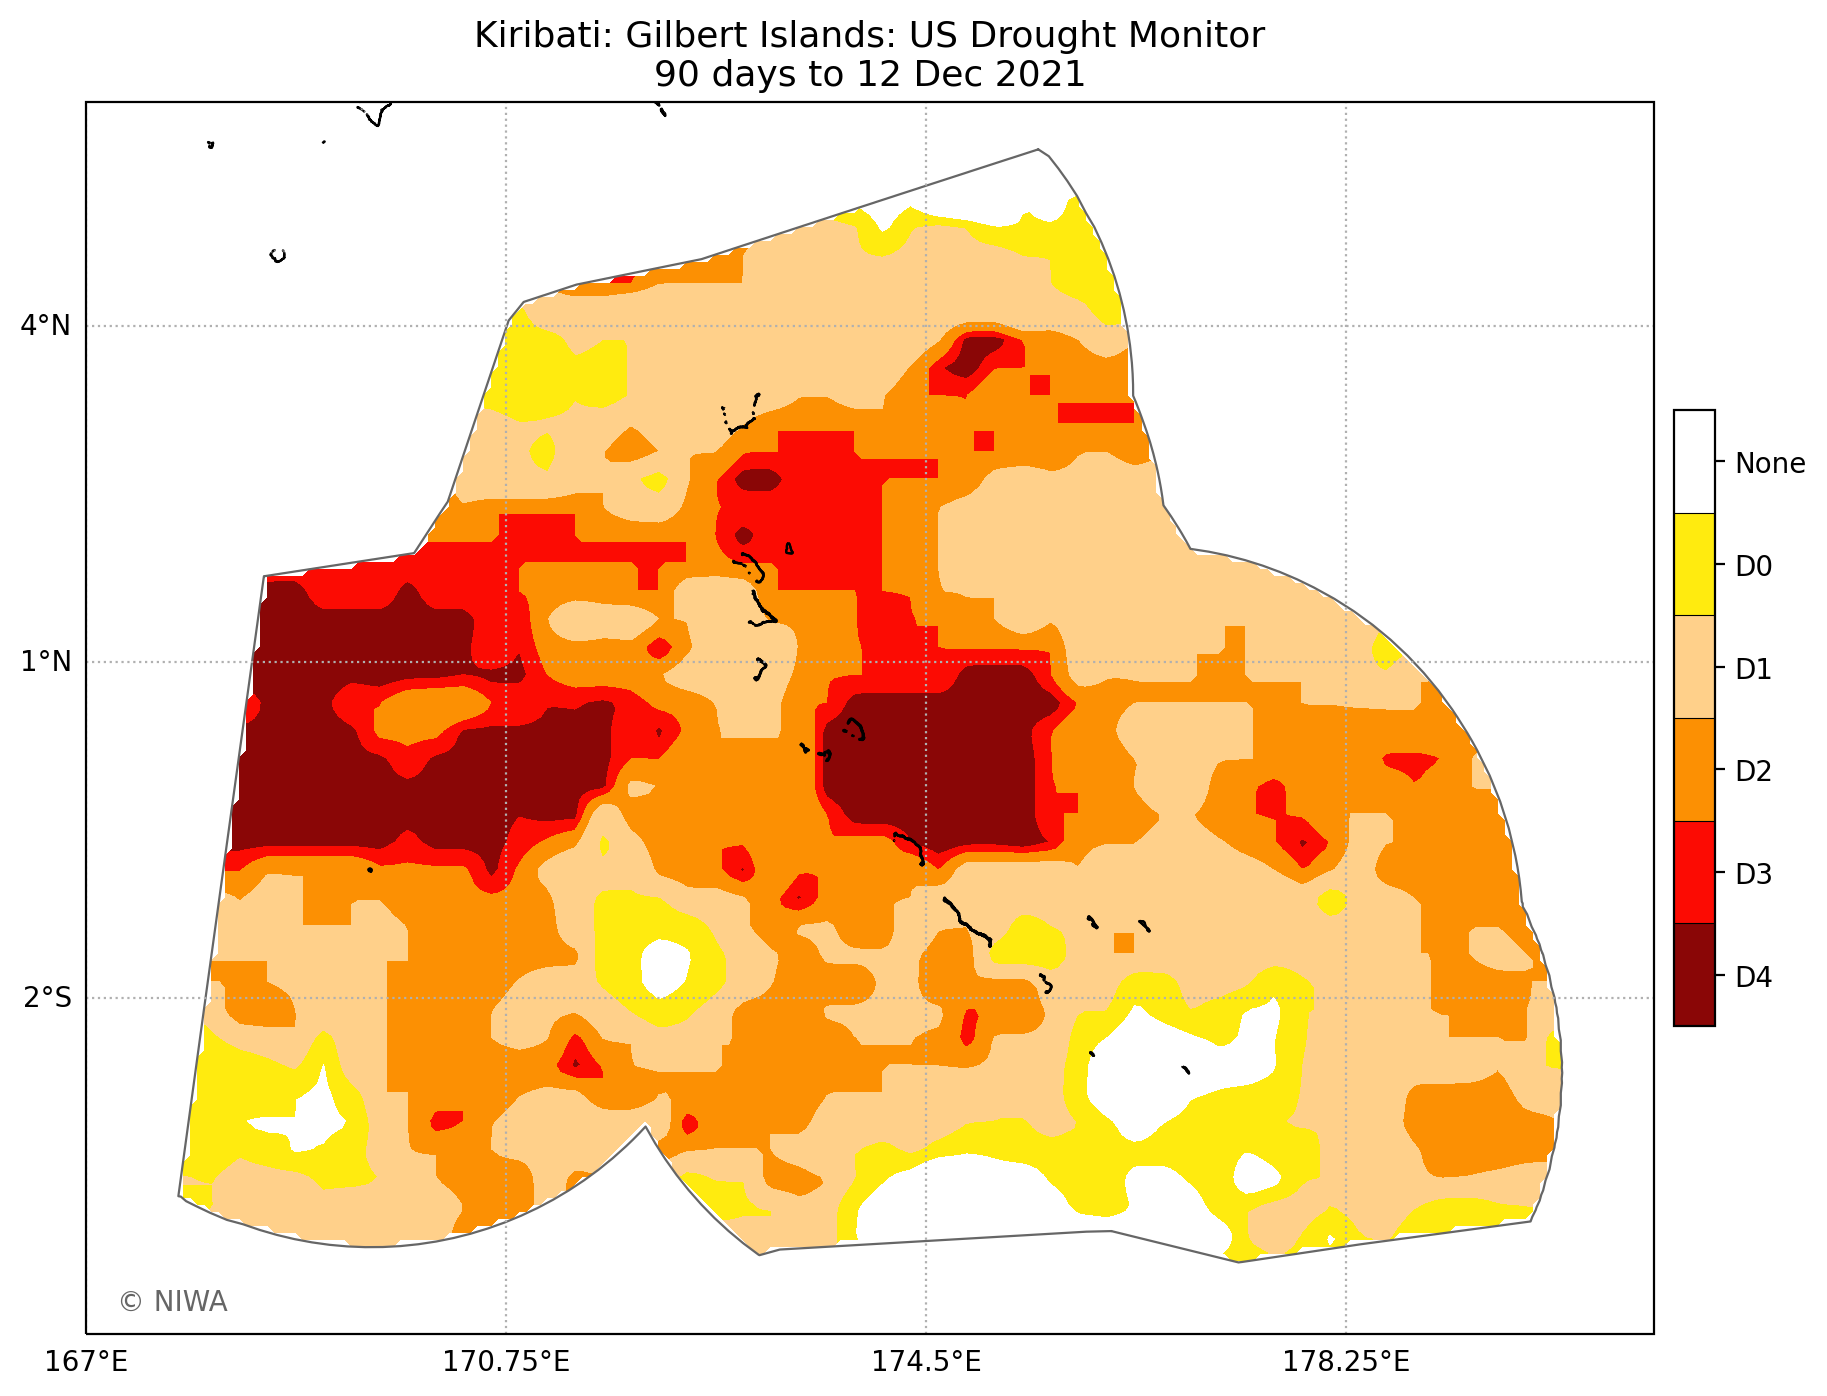 Kiribati: Gilbert Islands: US Drought Monitor
90 days to 12 Dec 2021
4°N
1°N
2°S
167°E
170.75°E
174.5°E
178.25°E
None
D0
D1
D2
D3
D4
© NIWA